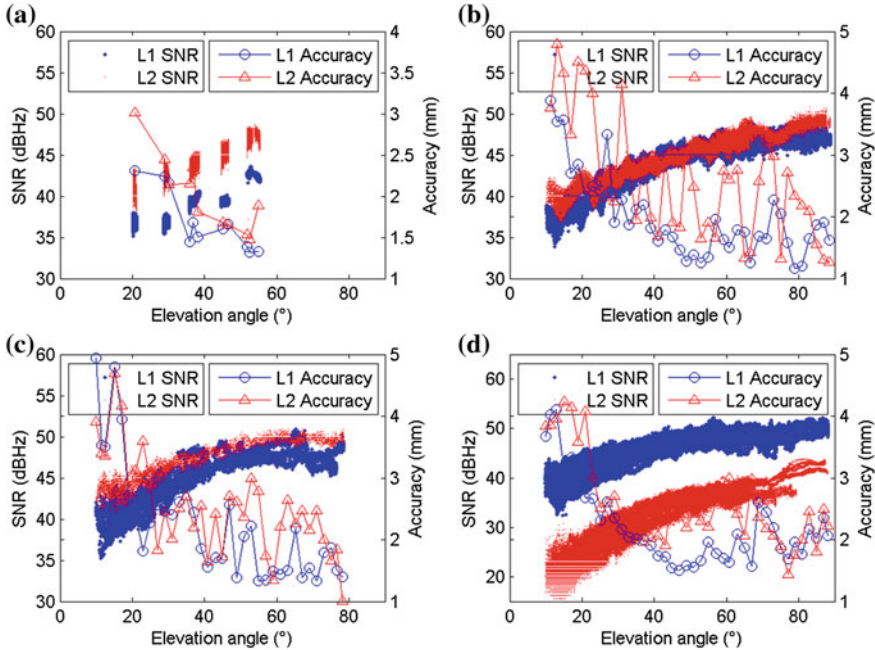 (a)
L1 SNR
L2 SNR
L1 Accuracy
L2 Accuracy
60
55
50
45
40
35
30
SNR (dBHz)
4
3
2
1
Accuracy (mm)
0 20 40 60 80
Elevation angle (°)
(b)
L1 SNR
L2 SNR
L1 Accuracy
L2 Accuracy
60
55
50
45
40
35
30
SNR (dBHz)
5
4
3
2
1
Accuracy (mm)
0 20 40 60 80
Elevation angle (°)
(c)
L1 SNR
L2 SNR
L1 Accuracy
L2 Accuracy
60
55
50
45
40
35
30
SNR (dBHz)
5
4
3
2
1
Accuracy (mm)
0 20 40 60 80
Elevation angle (°)
(d)
L1 SNR
L2 SNR
L1 Accuracy
L2 Accuracy
60
50
40
30
20
SNR (dBHz)
5
4
3
2
1
Accuracy (mm)
0 20 40 60 80
Elevation angle (°)